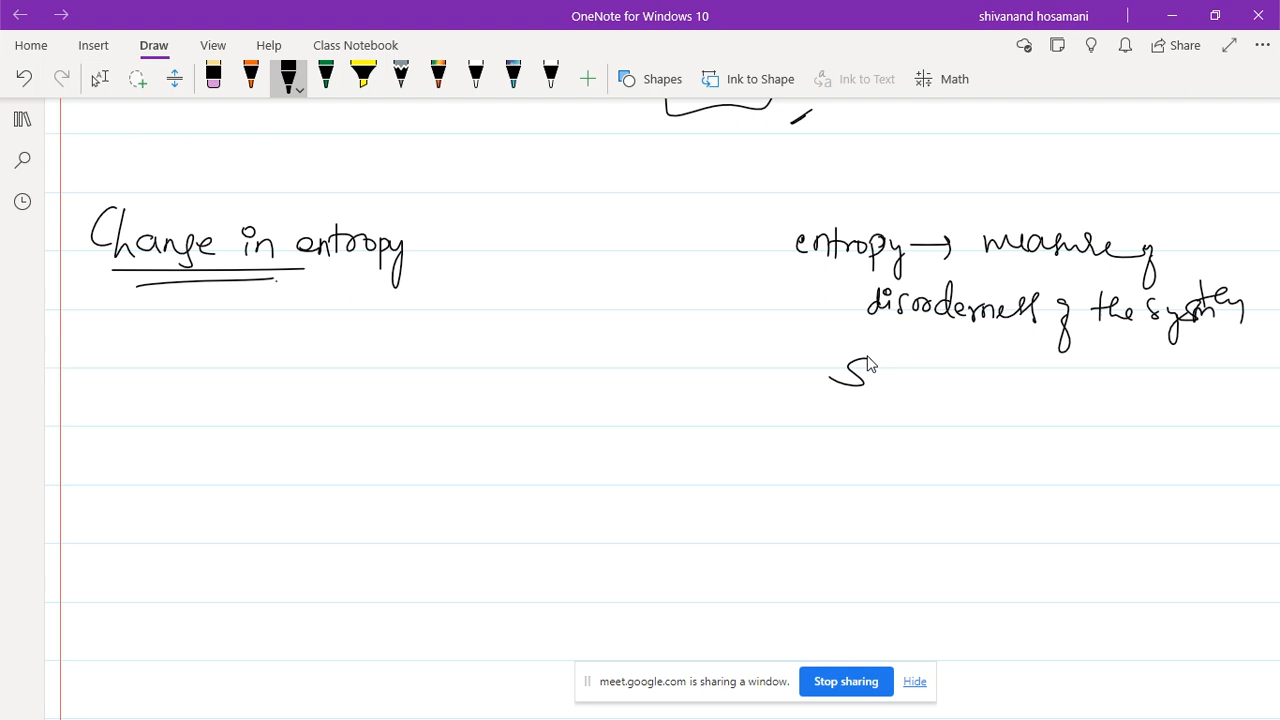 OneNote for Windows 10
shivanand hosamani
Home Insert Draw View Help Class Notebook
Share
Shapes Ink to Shape Ink to Text Math
Change in entropy
entropy → measure of
disorderness of the system
S
meet.google.com is sharing a window. Stop sharing Hide